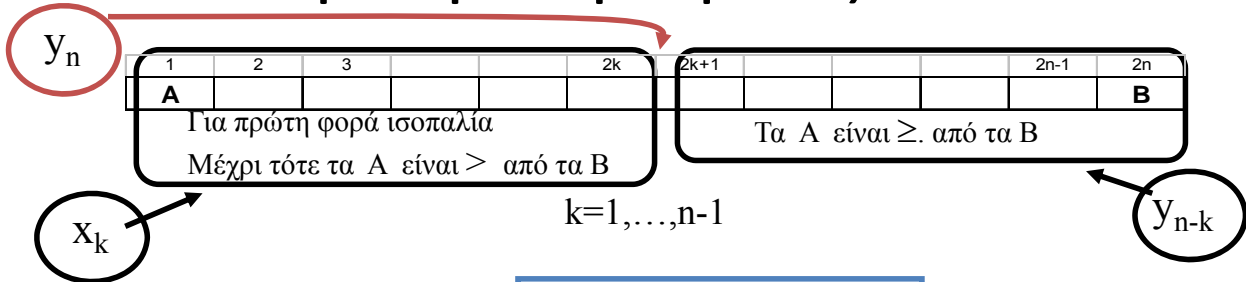 yₙ
1 2 3 2k 2k+1 2n-1 2n
A B
Για πρώτη φορά ισοπαλία
Μέχρι τότε τα Α είναι > από τα Β
Τα Α είναι ≥. από τα Β
xₖ
k=1,…,n-1
yₙ₋ₖ